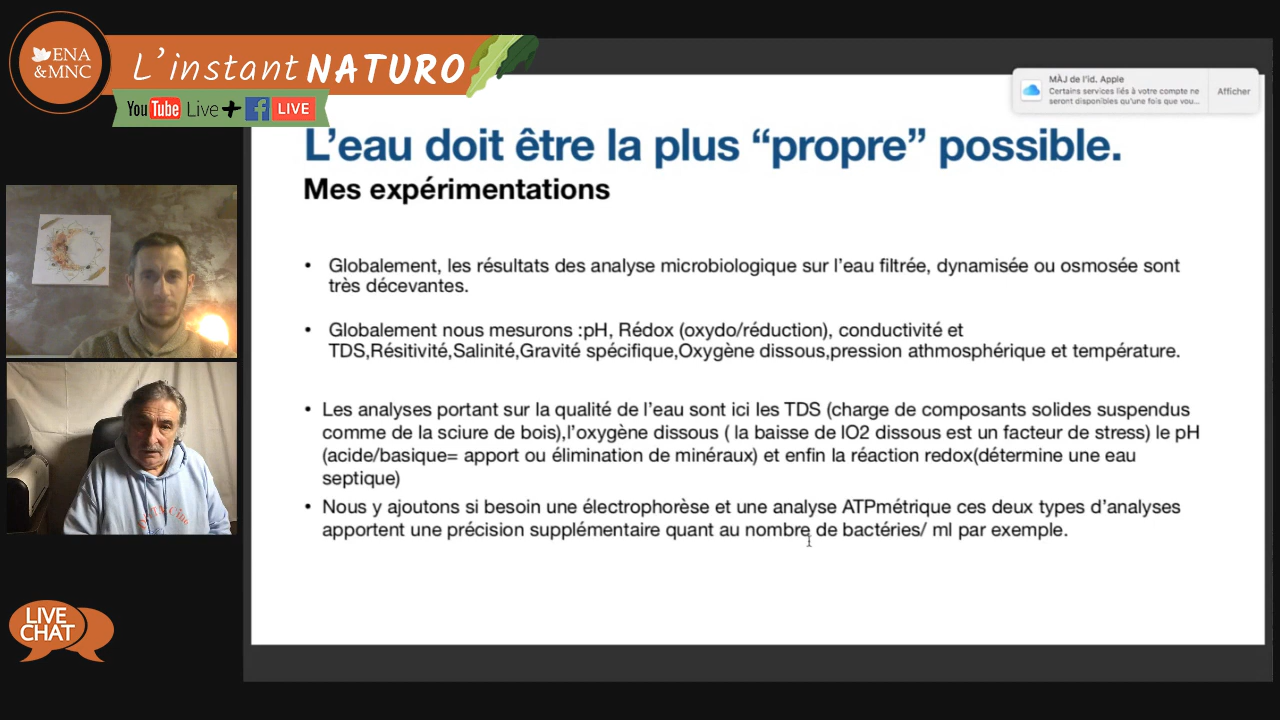 ENA
&MNC
L'instant NATURO
YouTube Live+ f LIVE
MÀJ de l'id. Apple
Certains services liés à votre compte ne
seront disponibles qu'une fois que vou...
Afficher
L'eau doit être la plus “propre” possible.
Mes expérimentations
• Globalement, les résultats des analyse microbiologique sur l'eau filtrée, dynamisée ou osmosée sont
très décevantes.
• Globalement nous mesurons :pH, Rédox (oxydo/réduction), conductivité et
TDS,Résitivité,Salinité,Gravité spécifique,Oxygène dissous,pression athmosphérique et température.
• Les analyses portant sur la qualité de l'eau sont ici les TDS (charge de composants solides suspendus
comme de la sciure de bois),l'oxygène dissous ( la baisse de lO2 dissous est un facteur de stress) le pH
(acide/basique= apport ou élimination de minéraux) et enfin la réaction redox(détermine une eau
septique)
• Nous y ajoutons si besoin une électrophorèse et une analyse ATPmétrique ces deux types d'analyses
apportent une précision supplémentaire quant au nombre de bactéries/ ml par exemple.
LIVE
CHAT